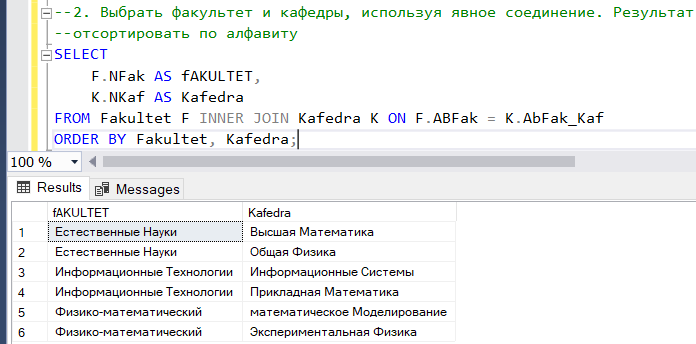 --2. Выбрать факультет и кафедры, используя явное соединение. Результат
--отсортировать по алфавиту
SELECT
F.NFak AS fAKULTET,
K.NKaf AS Kafedra
FROM Fakultet F INNER JOIN Kafedra K ON F.ABFak = K.AbFak_Kaf
ORDER BY Fakultet, Kafedra;
100 %
Results Messages
fAKULTET Kafedra
1 Естественные Науки Высшая Математика
2 Естественные Науки Общая Физика
3 Информационные Технологии Информационные Системы
4 Информационные Технологии Прикладная Математика
5 Физико-математический математическое Моделирование
6 Физико-математический Экспериментальная Физика